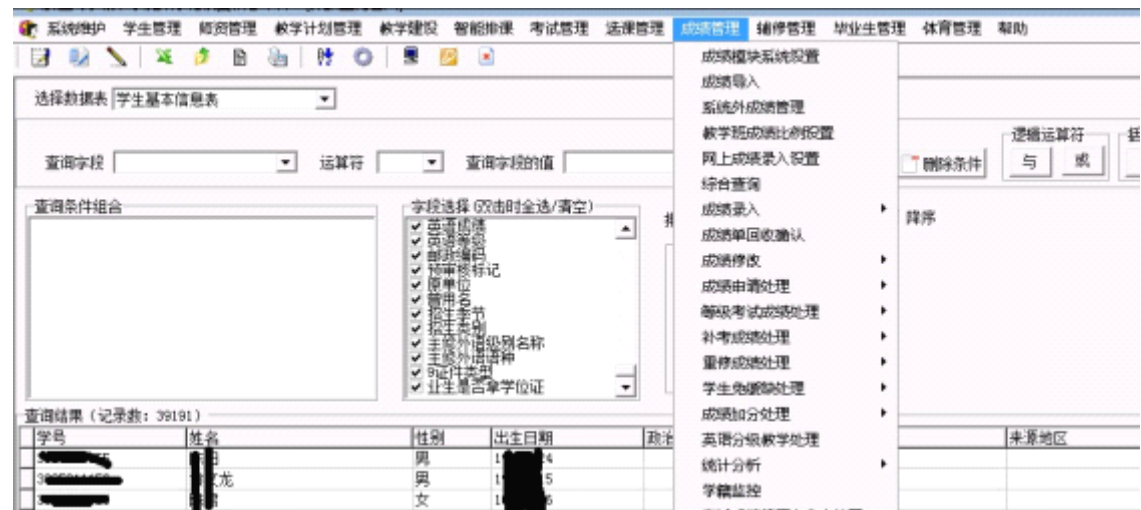 系统维护 学生管理 师资管理 教学计划管理 教学建设 智能排课 考试管理 选课管理 成绩管理 辅修管理 毕业生管理 体育管理 帮助
选择数据表 学生基本信息表
查询字段 运算符 查询字段的值 删除条件
逻辑运算符
与 或
查询条件组合
字段选择(双击时全选/清空)
英语成绩
英语等级
邮政编码
预审核标记
原单位
曾用名
招生季节
招生类别
主修外语级别名称
主修外语语种
证件类型
业生是否拿学位证
降序
成绩模块系统设置
成绩导入
系统外成绩管理
教学班成绩比例设置
网上成绩录入设置
综合查询
成绩录入
成绩单回收确认
成绩修改
成绩申请处理
等级考试成绩处理
补考成绩处理
重修成绩处理
学生免缓缺处理
成绩加分处理
英语分级教学处理
统计分析
学籍监控
查询结果(记录数:39191)
学号 姓名 性别 出生日期 政治 来源地区
男
龙 男
女